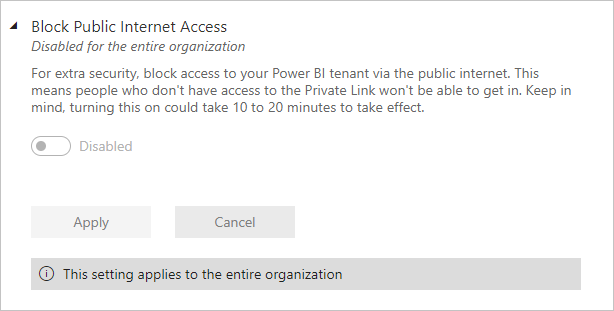 Block Public Internet Access
Disabled for the entire organization
For extra security, block access to your Power BI tenant via the public internet. This
means people who don't have access to the Private Link won't be able to get in. Keep in
mind, turning this on could take 10 to 20 minutes to take effect.
Disabled
Apply Cancel
This setting applies to the entire organization